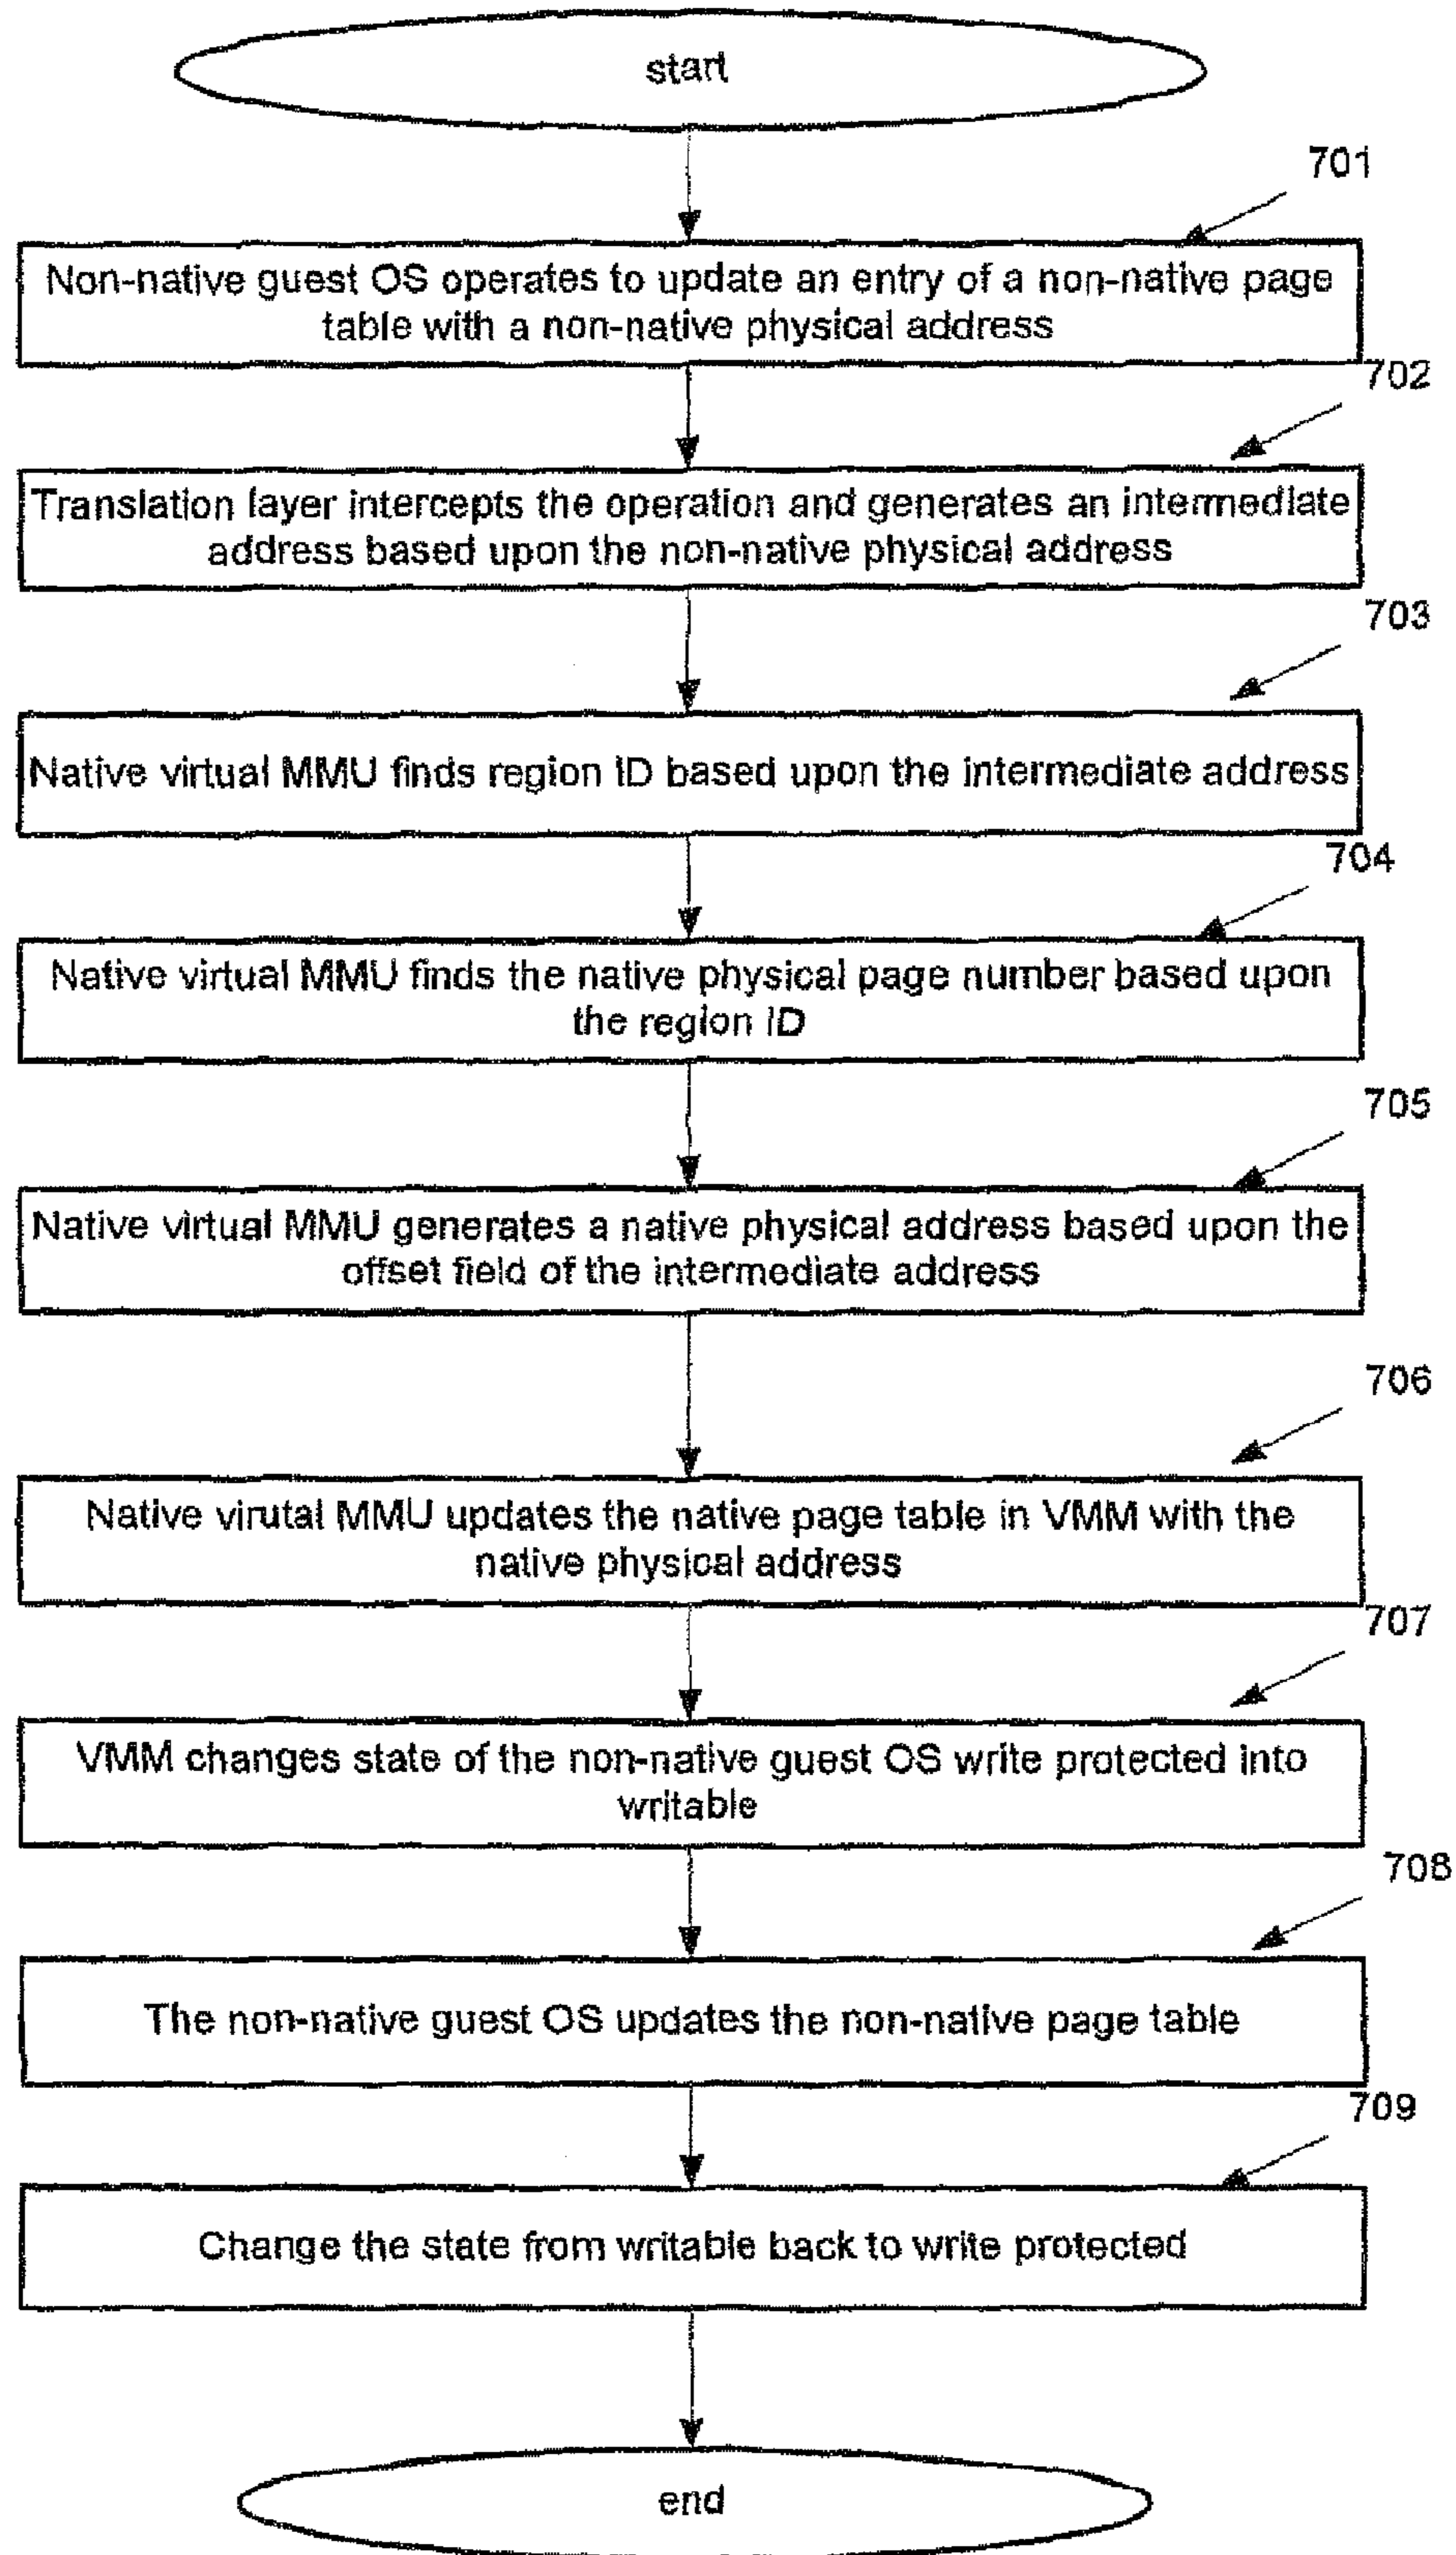 start
701
Non-native guest OS operates to update an entry of a non-native page
table with a non-native physical address
702
Translation layer intercepts the operation and generates an intermediate
address based upon the non-native physical address
703
Native virtual MMU finds region ID based upon the intermediate address
704
Native virtual MMU finds the native physical page number based upon
the region ID
705
Native virtual MMU generates a native physical address based upon the
offset field of the intermediate address
706
Native virutal MMU updates the native page table in VMM with the
native physical address
707
VMM changes state of the non-native guest OS write protected into
writable
708
The non-native guest OS updates the non-native page table
709
Change the state from writable back to write protected
end